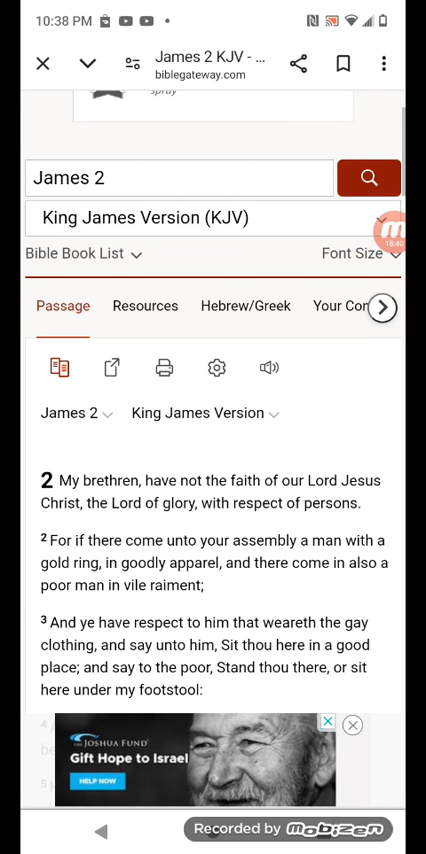 10:38 PM
James 2 KJV - ...
biblegateway.com
spray
James 2
King James Version (KJV)
18:40
Bible Book List
Font Size
Passage Resources Hebrew/Greek Your Con
James 2 King James Version
2 My brethren, have not the faith of our Lord Jesus
Christ, the Lord of glory, with respect of persons.
2 For if there come unto your assembly a man with a
gold ring, in goodly apparel, and there come in also a
poor man in vile raiment;
3 And ye have respect to him that weareth the gay
clothing, and say unto him, Sit thou here in a good
place; and say to the poor, Stand thou there, or sit
here under my footstool:
4
be
5
THE JOSHUA FUND
Gift Hope to Israel
HELP NOW
Recorded by mobizen